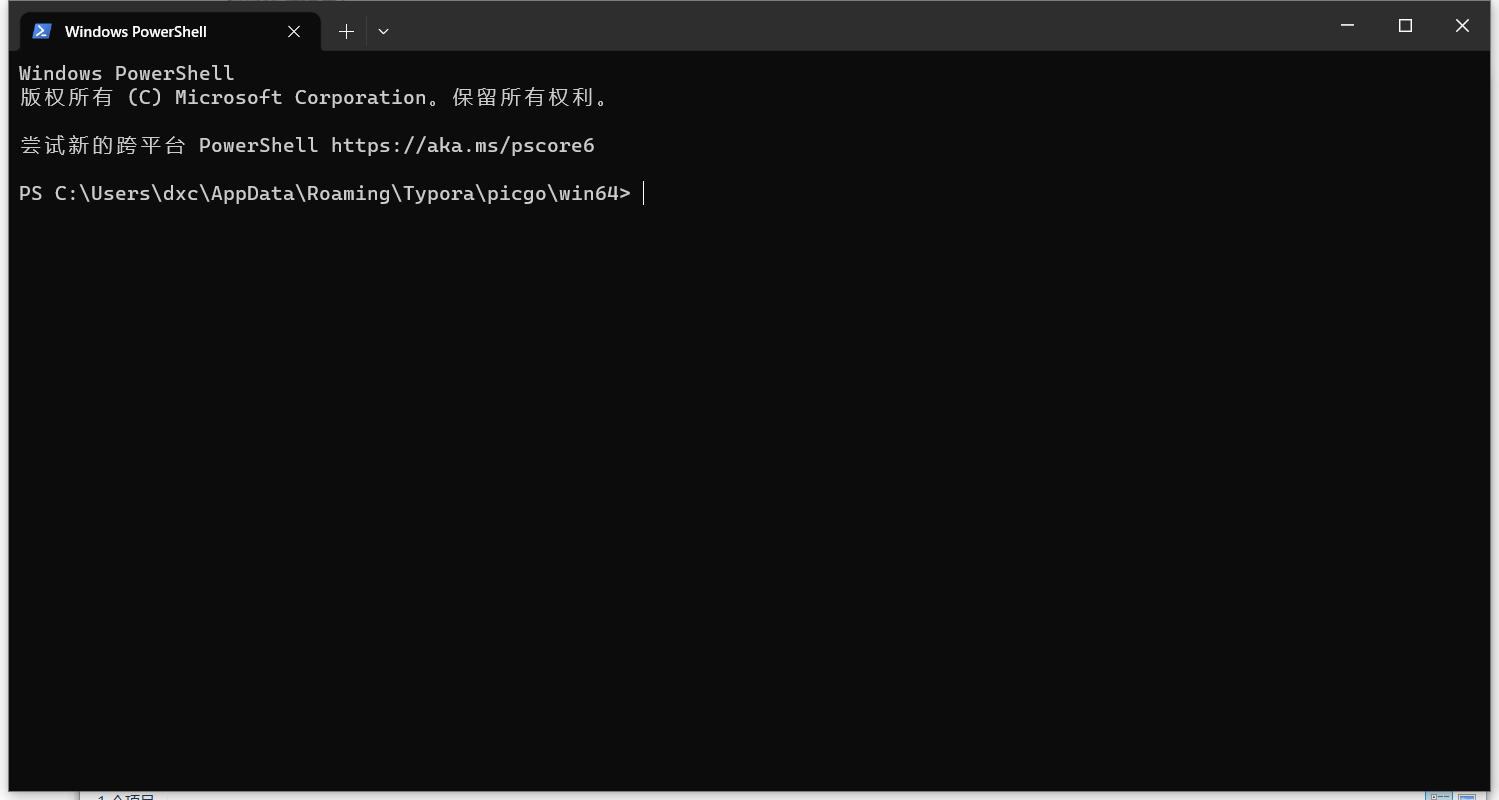 Windows PowerShell
Windows PowerShell
版权所有 (C) Microsoft Corporation。保留所有权利。
尝试新的跨平台 PowerShell https://aka.ms/pscore6
PS C:\Users\dxc\AppData\Roaming\Typora\picgo\win64>
1 个项目